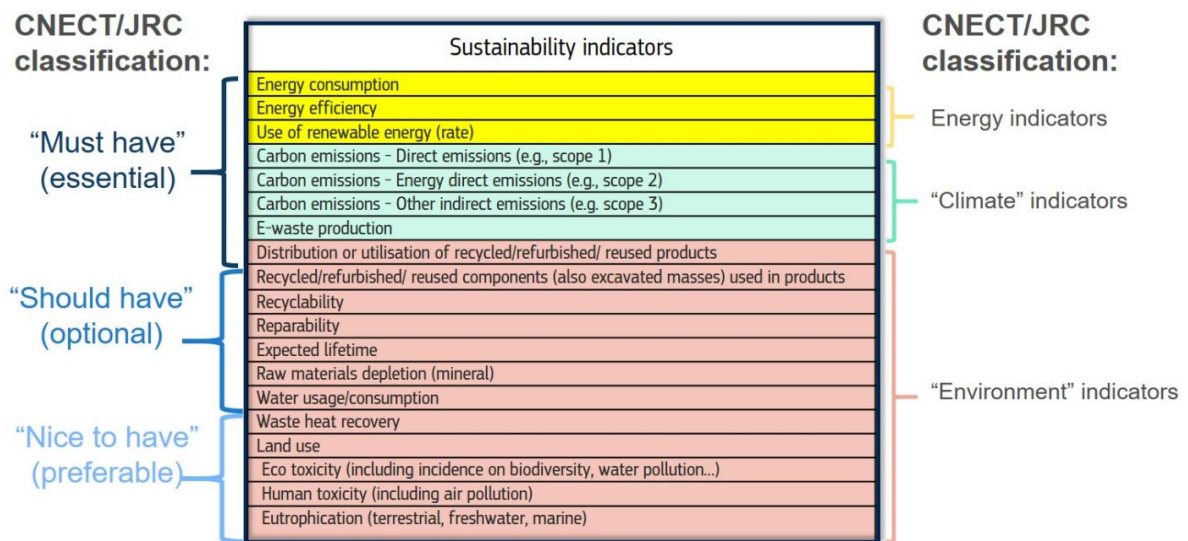 CNECT/JRC
classification:
“Must have”
(essential)
“Should have”
(optional)
“Nice to have”
(preferable)
Sustainability indicators
Energy consumption
Energy efficiency
Use of renewable energy (rate)
Carbon emissions - Direct emissions (e.g., scope 1)
Carbon emissions - Energy direct emissions (e.g., scope 2)
Carbon emissions - Other indirect emissions (e.g. scope 3)
E-waste production
Distribution or utilisation of recycled/refurbished/ reused products
Recycled/refurbished/ reused components (also excavated masses) used in products
Recyclability
Reparability
Expected lifetime
Raw materials depletion (mineral)
Water usage/consumption
Waste heat recovery
Land use
Eco toxicity (including incidence on biodiversity, water pollution...)
Human toxicity (including air pollution)
Eutrophication (terrestrial, freshwater, marine)
CNECT/JRC
classification:
Energy indicators
“Climate” indicators
“Environment” indicators